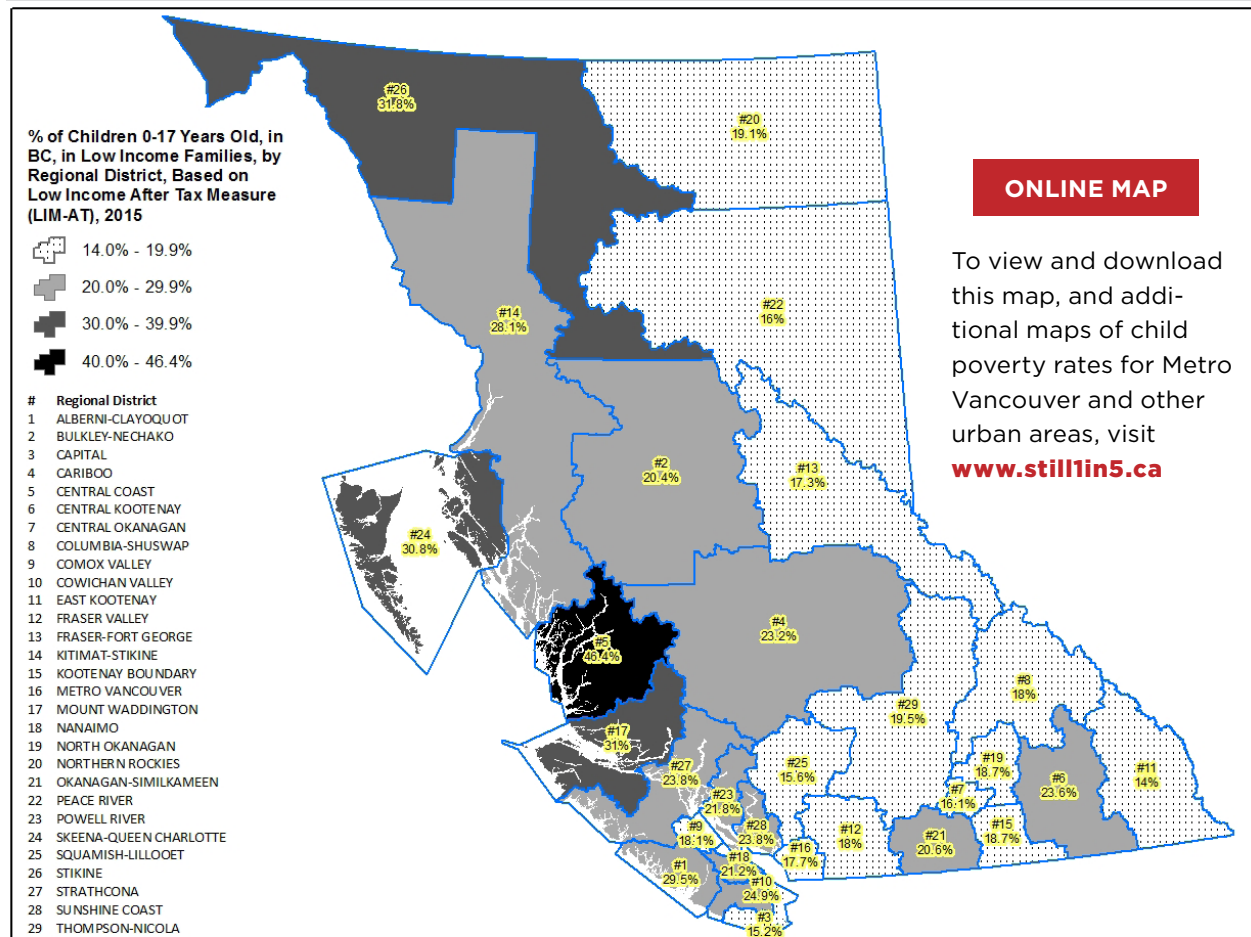 % of Children 0-17 Years Old, in
BC, in Low Income Families, by
Regional District, Based on
Low Income After Tax Measure
(LIM-AT), 2015
14.0% - 19.9%
20.0% - 29.9%
30.0% - 39.9%
40.0% - 46.4%
# Regional District
1 ALBERNI-CLAYOQUOT
2 BULKLEY-NECHAKO
3 CAPITAL
4 CARIBOO
5 CENTRAL COAST
6 CENTRAL KOOTENAY
7 CENTRAL OKANAGAN
8 COLUMBIA-SHUSWAP
9 COMOX VALLEY
10 COWICHAN VALLEY
11 EAST KOOTENAY
12 FRASER VALLEY
13 FRASER-FORT GEORGE
14 KITIMAT-STIKINE
15 KOOTENAY BOUNDARY
16 METRO VANCOUVER
17 MOUNT WADDINGTON
18 NANAIMO
19 NORTH OKANAGAN
20 NORTHERN ROCKIES
21 OKANAGAN-SIMILKAMEEN
22 PEACE RIVER
23 POWELL RIVER
24 SKEENA-QUEEN CHARLOTTE
25 SQUAMISH-LILLOOET
26 STIKINE
27 STRATHCONA
28 SUNSHINE COAST
29 THOMPSON-NICOLA
#26
31.8%
#20
19.1%
#14
28.1%
#22
16%
#2
20.4%
#13
17.3%
#24
30.8%
#5
46.4%
#4
23.2%
#8
18%
#29
19.5%
#17
31%
#27
23.8%
#25
15.6%
#19
18.7%
#6
23.6%
#11
14%
#23
21.8%
#7
16.1%
#9
18.1%
#28
23.8%
#16
17.7%
#12
18%
#21
20.6%
#15
18.7%
#1
29.5%
#18
21.2%
#10
24.9%
#3
15.2%
ONLINE MAP
To view and download
this map, and addi-
tional maps of child
poverty rates for Metro
Vancouver and other
urban areas, visit
www.still1in5.ca